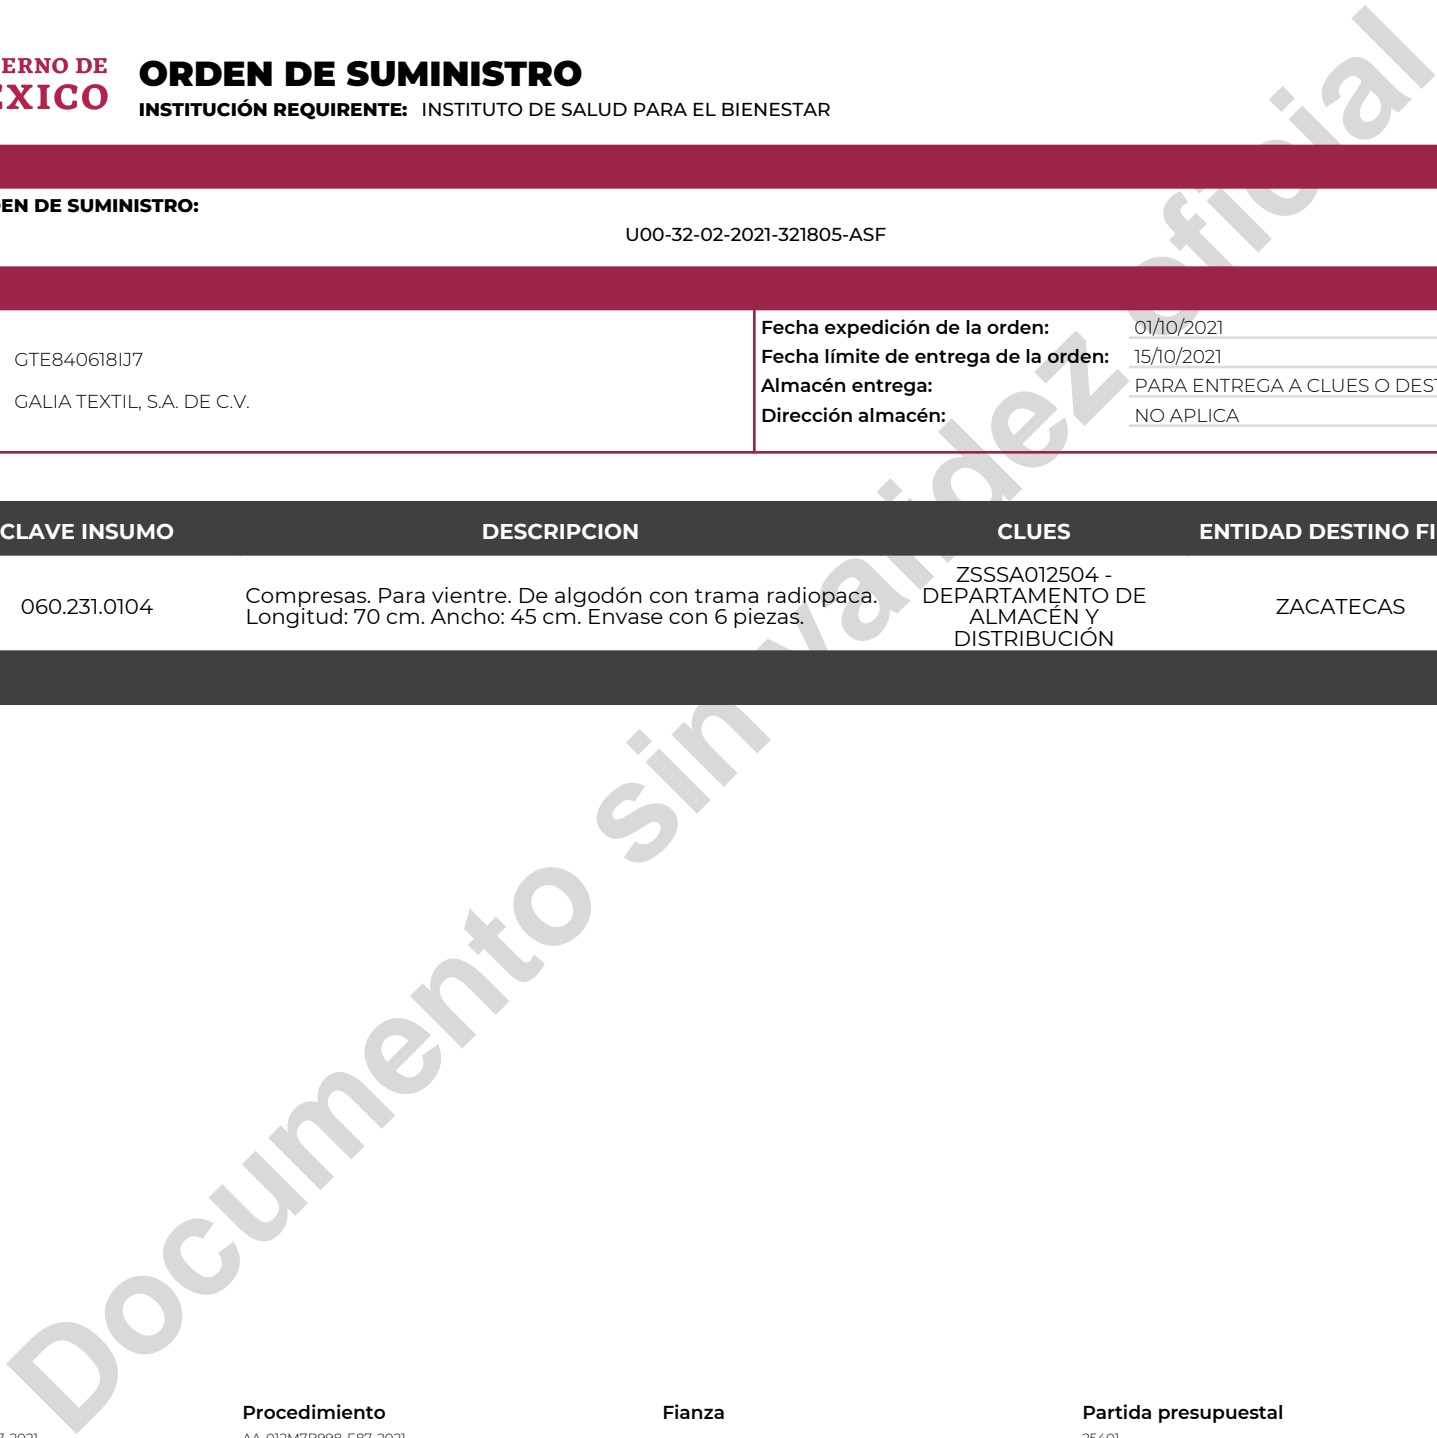 ERNO DE
ORDEN DE SUMINISTRO
INSTITUCIÓN REQUIRENTE: INSTITUTO DE SALUD PARA EL BIENESTAR
EN DE SUMINISTRO:
U00-32-02-2021-321805-ASF
GTE840618IJ7
GALIA TEXTIL, S.A. DE C.V.
Fecha expedición de la orden: 01/10/2021
Fecha límite de entrega de la orden: 15/10/2021
Almacén entrega: PARA ENTREGA A CLUES O DEST
Dirección almacén: NO APLICA
CLAVE INSUMO DESCRIPCION CLUES ENTIDAD DESTINO FI
060.231.0104
Compresas. Para vientre. De algodón con trama radiopaca.
Longitud: 70 cm. Ancho: 45 cm. Envase con 6 piezas.
ZSSSA012504 -
DEPARTAMENTO DE
ALMACÉN Y
DISTRIBUCIÓN
ZACATECAS
Documento sin validez oficial
Procedimiento Fianza Partida presupuestal